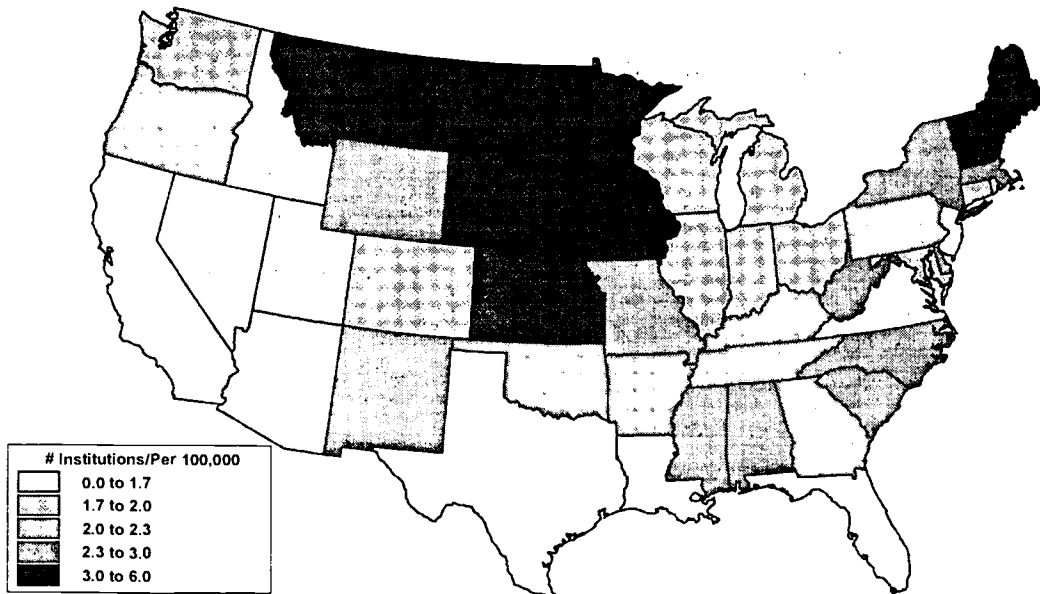 # Institutions/Per 100,000
0.0 to 1.7
1.7 to 2.0
2.0 to 2.3
2.3 to 3.0
3.0 to 6.0